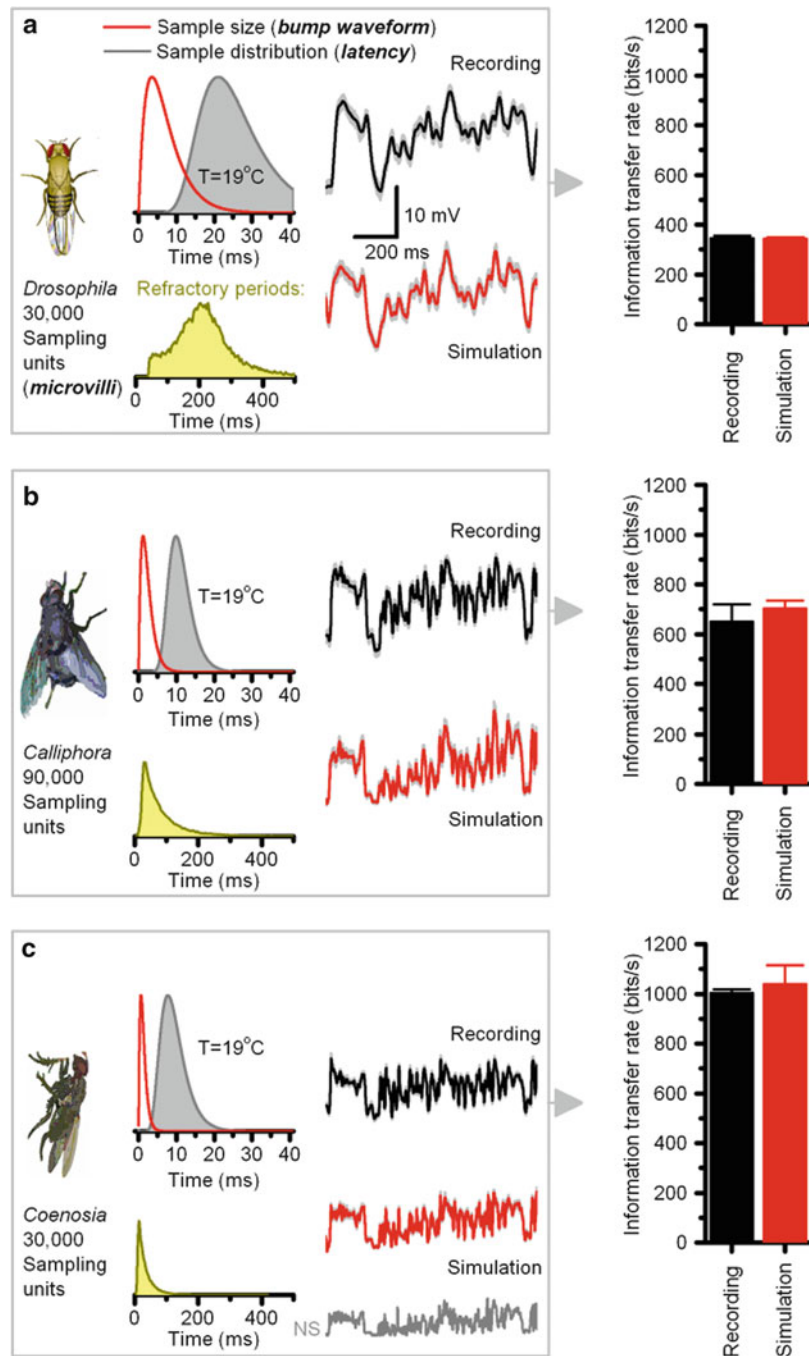 a
Sample size (bump waveform)
Sample distribution (latency)
Recording
T=19°C
10 mV
200 ms
0 10 20 30 40
Time (ms)
Drosophila
30,000
Sampling
units
(microvilli)
Refractory periods:
0 200 400
Time (ms)
Simulation
Information transfer rate (bits/s)
1200
1000
800
600
400
200
0
Recording
Simulation
b
Recording
T=19°C
0 10 20 30 40
Time (ms)
Calliphora
90,000
Sampling
units
0 200 400
Time (ms)
Simulation
Information transfer rate (bits/s)
1200
1000
800
600
400
200
0
Recording
Simulation
c
Recording
T=19°C
0 10 20 30 40
Time (ms)
Coenosia
30,000
Sampling
units
0 200 400
Time (ms)
Simulation
NS
Information transfer rate (bits/s)
1200
1000
800
600
400
200
0
Recording
Simulation